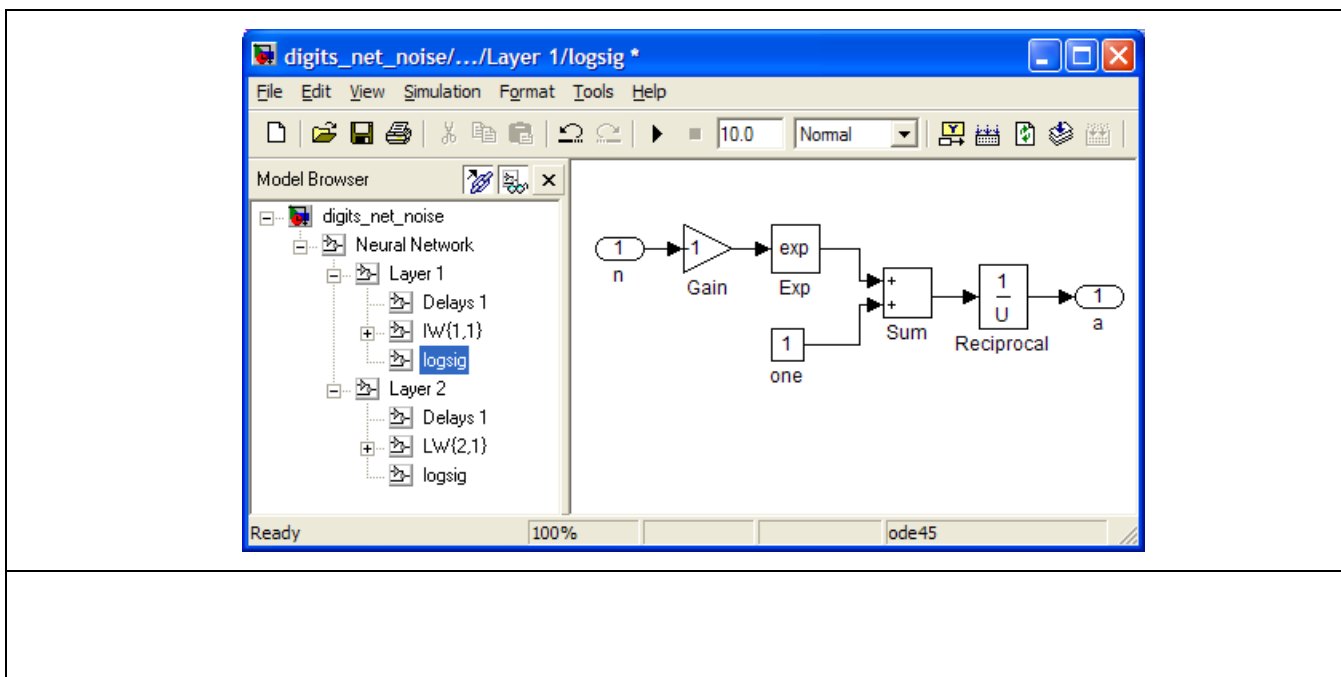 digits_net_noise/.../Layer 1/logsig *
File Edit View Simulation Format Tools Help
10.0 Normal
Model Browser
digits_net_noise
Neural Network
Layer 1
Delays 1
IW{1,1}
logsig
Layer 2
Delays 1
LW{2,1}
logsig
1
n
-1
Gain
exp
Exp
1
one
+
+
Sum
1
U
Reciprocal
1
a
Ready 100% ode45